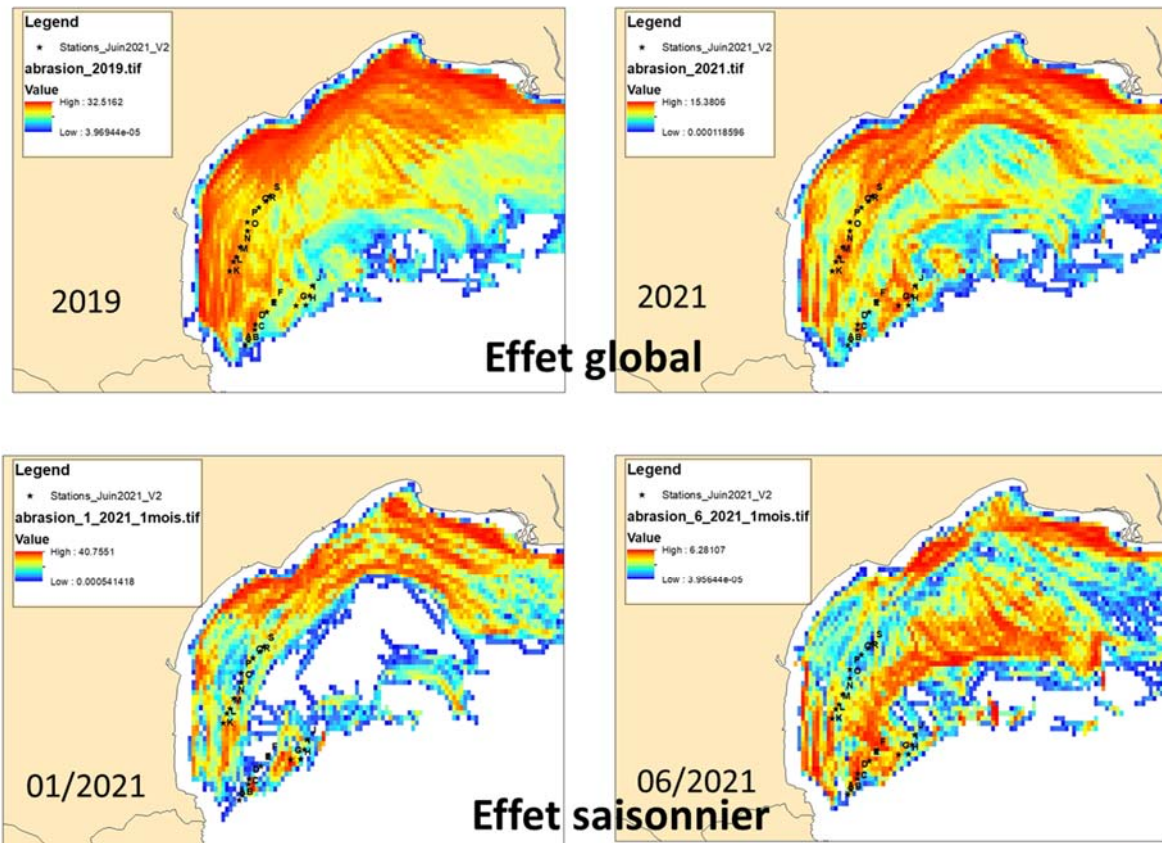 Legend
Stations_Juin2021_V2
abrasion_2019.tif
Value
High : 32.5162
Low : 3.96944e-05
S
R
P
O
N
M
L
K
F
J
G
H
D
C
A
B
2019
Legend
Stations_Juin2021_V2
abrasion_2021.tif
Value
High : 15.3806
Low : 0.000118596
S
R
P
O
N
M
L
K
F
J
G
H
D
C
A
B
2021
Effet global
Legend
Stations_Juin2021_V2
abrasion_1_2021_1mois.tif
Value
High : 40.7551
Low : 0.000541418
S
R
P
O
N
M
L
K
J
G
H
C
B
01/2021
Legend
Stations_Juin2021_V2
abrasion_6_2021_1mois.tif
Value
High : 6.28107
Low : 3.95644e-05
S
R
P
O
N
M
L
K
J
G
H
D
C
B
06/2021
Effet saisonnier